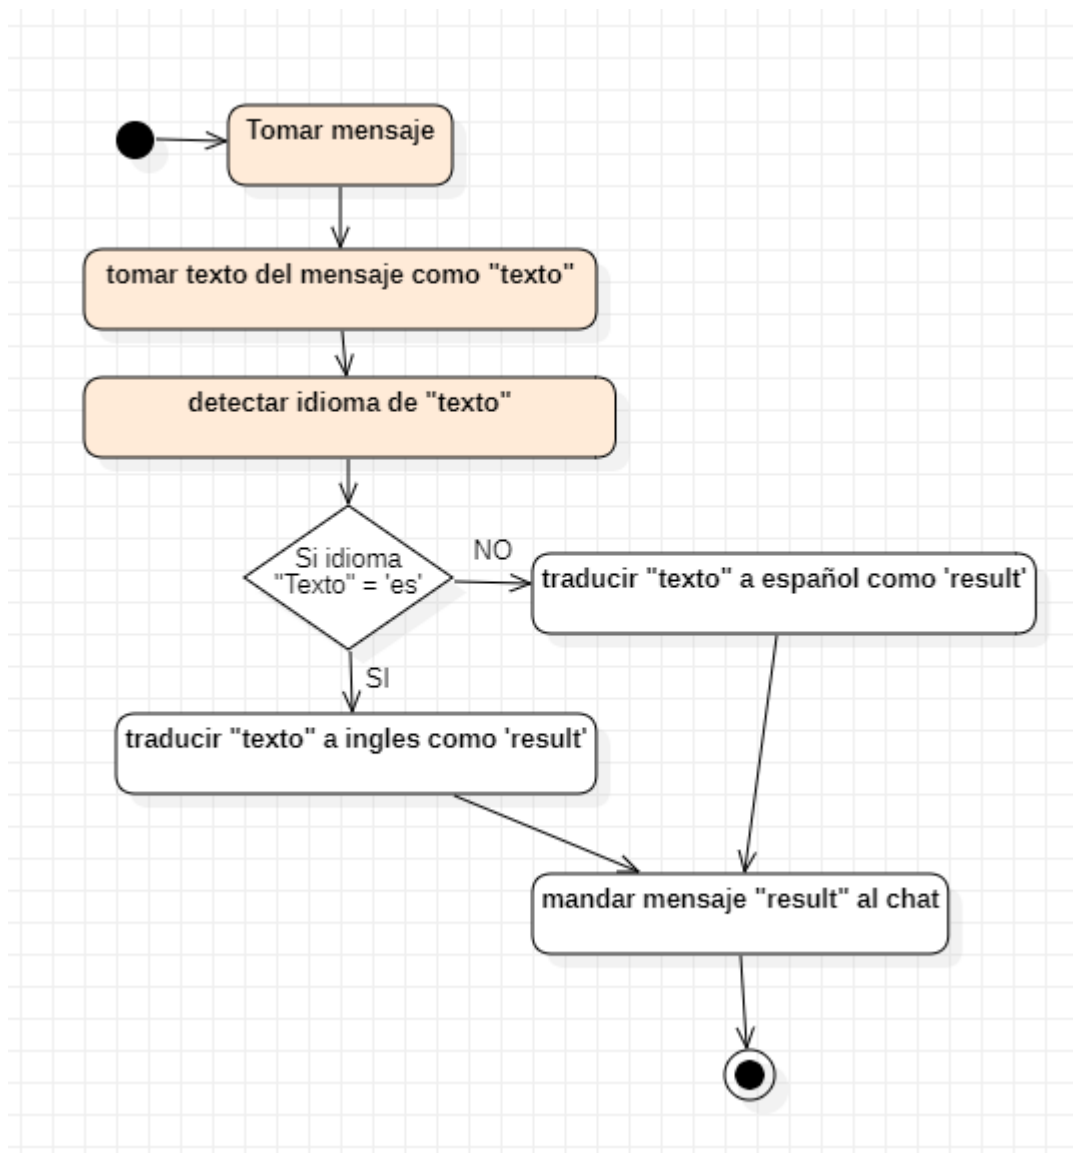 Tomar mensaje
tomar texto del mensaje como "texto"
detectar idioma de "texto"
Si idioma
"Texto" = 'es'
NO
traducir "texto" a español como 'result'
SI
traducir "texto" a ingles como 'result'
mandar mensaje "result" al chat